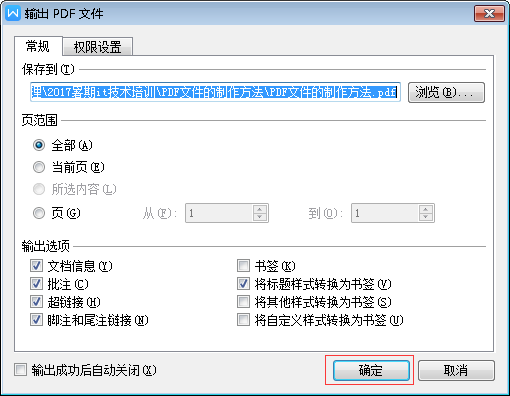 输出 PDF 文件
常规 权限设置
保存到(T)
里\2017暑期it技术培训\PDF文件的制作方法\PDF文件的制作方法.pdf 浏览(B)...
页范围
全部(A)
当前页(E)
所选内容(L)
页(G) 从(F): 1 到(O): 1
输出选项
文档信息(Y) 书签(K)
批注(C) 将标题样式转换为书签(V)
超链接(H) 将其他样式转换为书签(S)
脚注和尾注链接(N) 将自定义样式转换为书签(U)
输出成功后自动关闭(X) 确定 取消